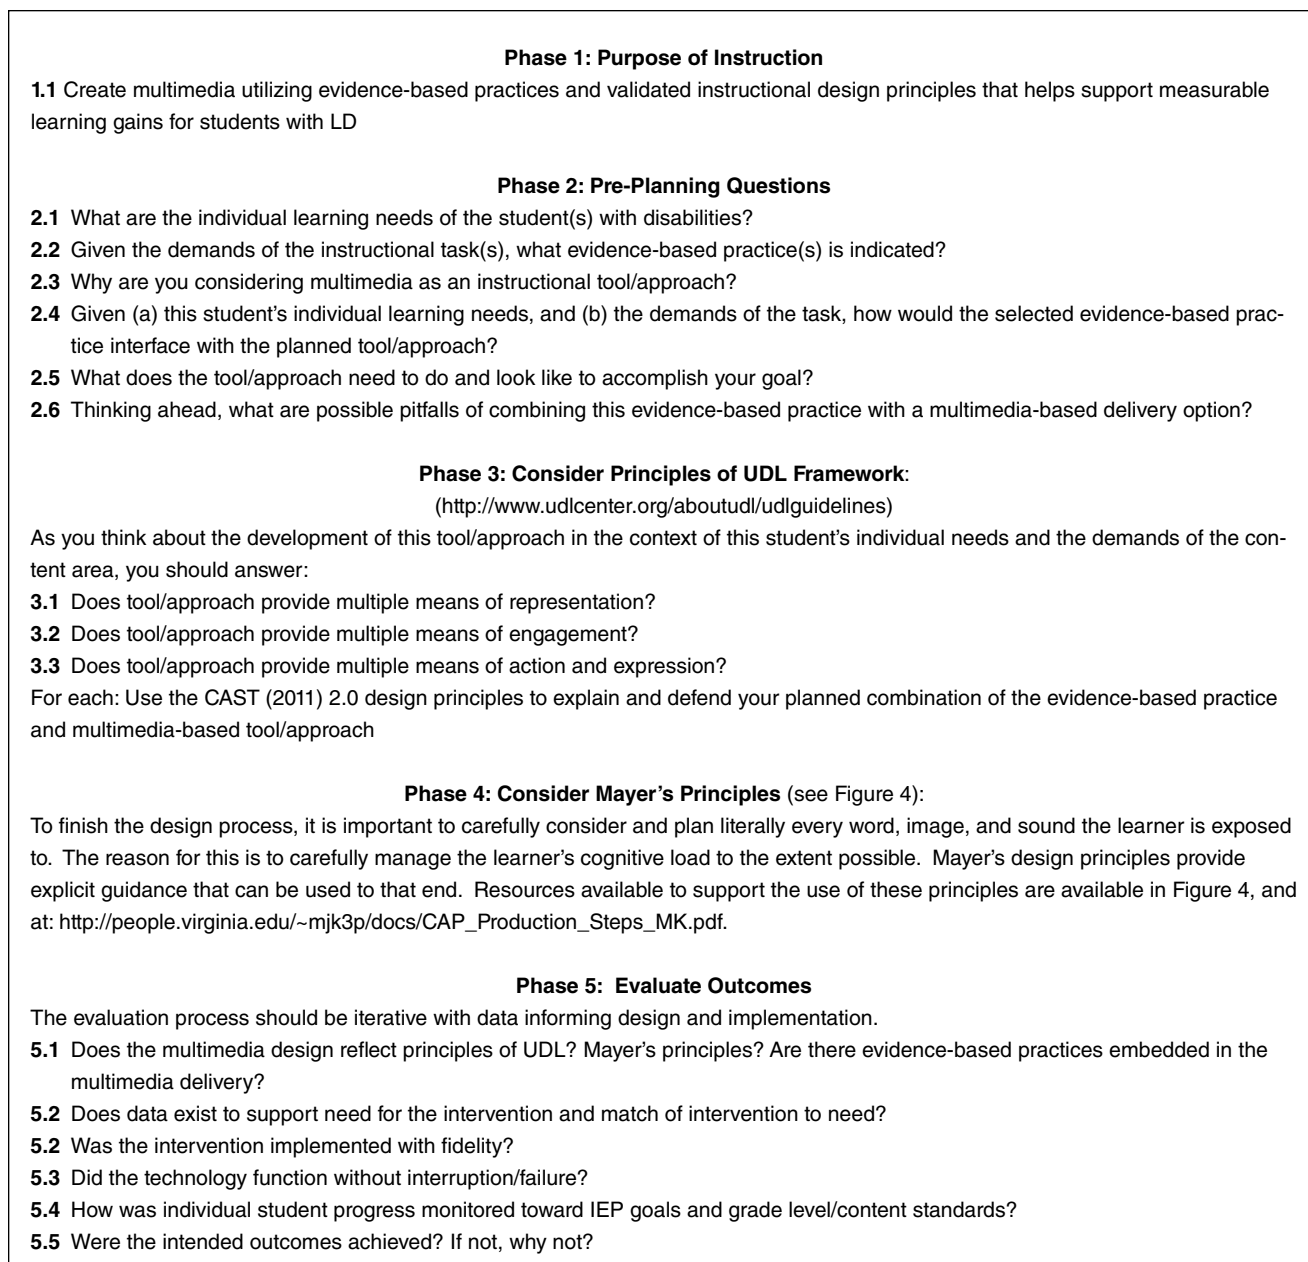 Phase 1: Purpose of Instruction
1.1 Create multimedia utilizing evidence-based practices and validated instructional design principles that helps support measurable
learning gains for students with LD
Phase 2: Pre-Planning Questions
2.1 What are the individual learning needs of the student(s) with disabilities?
2.2 Given the demands of the instructional task(s), what evidence-based practice(s) is indicated?
2.3 Why are you considering multimedia as an instructional tool/approach?
2.4 Given (a) this student's individual learning needs, and (b) the demands of the task, how would the selected evidence-based prac-
tice interface with the planned tool/approach?
2.5 What does the tool/approach need to do and look like to accomplish your goal?
2.6 Thinking ahead, what are possible pitfalls of combining this evidence-based practice with a multimedia-based delivery option?
Phase 3: Consider Principles of UDL Framework:
(http://www.udlcenter.org/aboutudl/udlguidelines)
As you think about the development of this tool/approach in the context of this student's individual needs and the demands of the con-
tent area, you should answer:
3.1 Does tool/approach provide multiple means of representation?
3.2 Does tool/approach provide multiple means of engagement?
3.3 Does tool/approach provide multiple means of action and expression?
For each: Use the CAST (2011) 2.0 design principles to explain and defend your planned combination of the evidence-based practice
and multimedia-based tool/approach
Phase 4: Consider Mayer's Principles (see Figure 4):
To finish the design process, it is important to carefully consider and plan literally every word, image, and sound the learner is exposed
to. The reason for this is to carefully manage the learner's cognitive load to the extent possible. Mayer's design principles provide
explicit guidance that can be used to that end. Resources available to support the use of these principles are available in Figure 4, and
at: http://people.virginia.edu/~mjk3p/docs/CAP_Production_Steps_MK.pdf.
Phase 5: Evaluate Outcomes
The evaluation process should be iterative with data informing design and implementation.
5.1 Does the multimedia design reflect principles of UDL? Mayer's principles? Are there evidence-based practices embedded in the
multimedia delivery?
5.2 Does data exist to support need for the intervention and match of intervention to need?
5.2 Was the intervention implemented with fidelity?
5.3 Did the technology function without interruption/failure?
5.4 How was individual student progress monitored toward IEP goals and grade level/content standards?
5.5 Were the intended outcomes achieved? If not, why not?